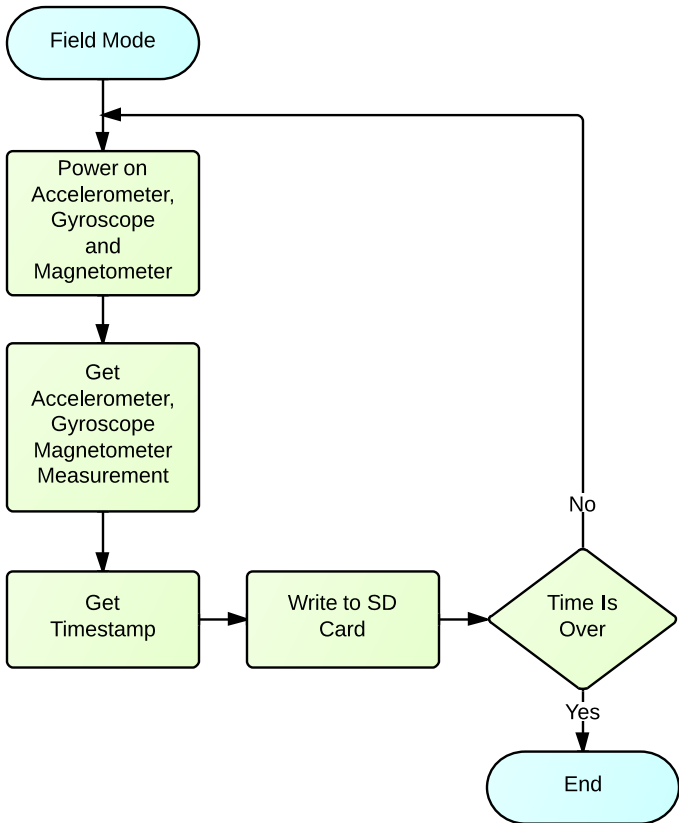 Field Mode
Power on
Accelerometer,
Gyroscope
and
Magnetometer
Get
Accelerometer,
Gyroscope
Magnetometer
Measurement
Get
Timestamp
Write to SD
Card
Time Is
Over
No
Yes
End